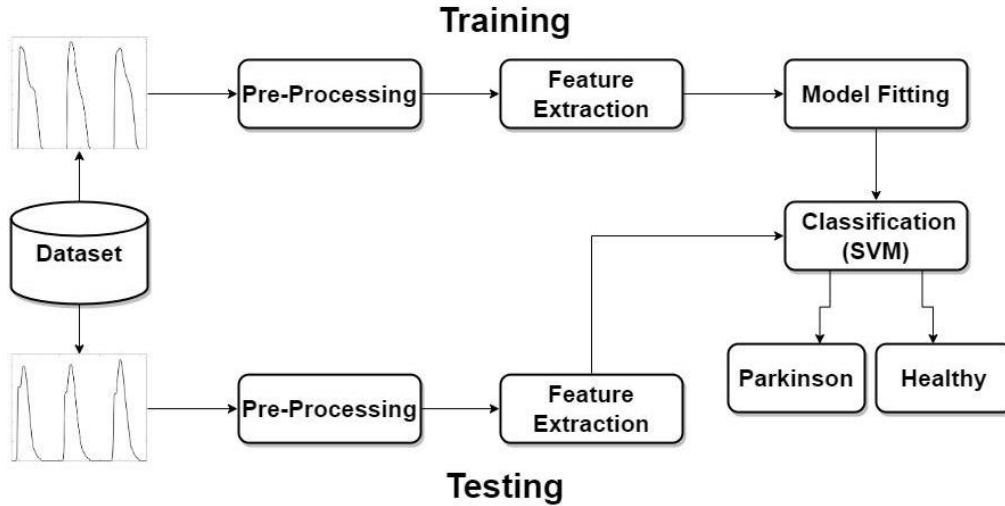 Training
Pre-Processing
Feature
Extraction
Model Fitting
Dataset
Classification
(SVM)
Parkinson
Healthy
Pre-Processing
Feature
Extraction
Testing